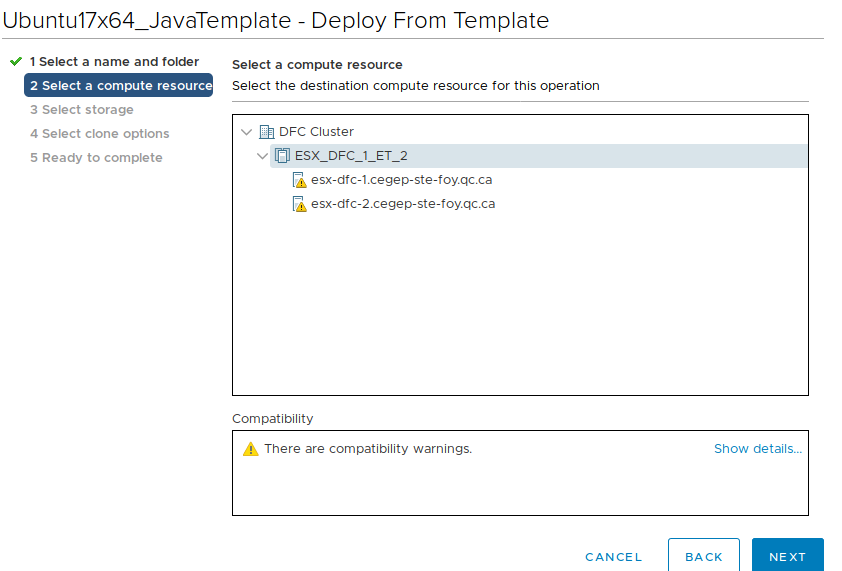 Ubuntu17x64_JavaTemplate - Deploy From Template
1 Select a name and folder
2 Select a compute resource
3 Select storage
4 Select clone options
5 Ready to complete
Select a compute resource
Select the destination compute resource for this operation
DFC Cluster
ESX_DFC_1_ET_2
esx-dfc-1.cegep-ste-foy.qc.ca
esx-dfc-2.cegep-ste-foy.qc.ca
Compatibility
There are compatibility warnings. Show details...
CANCEL BACK NEXT